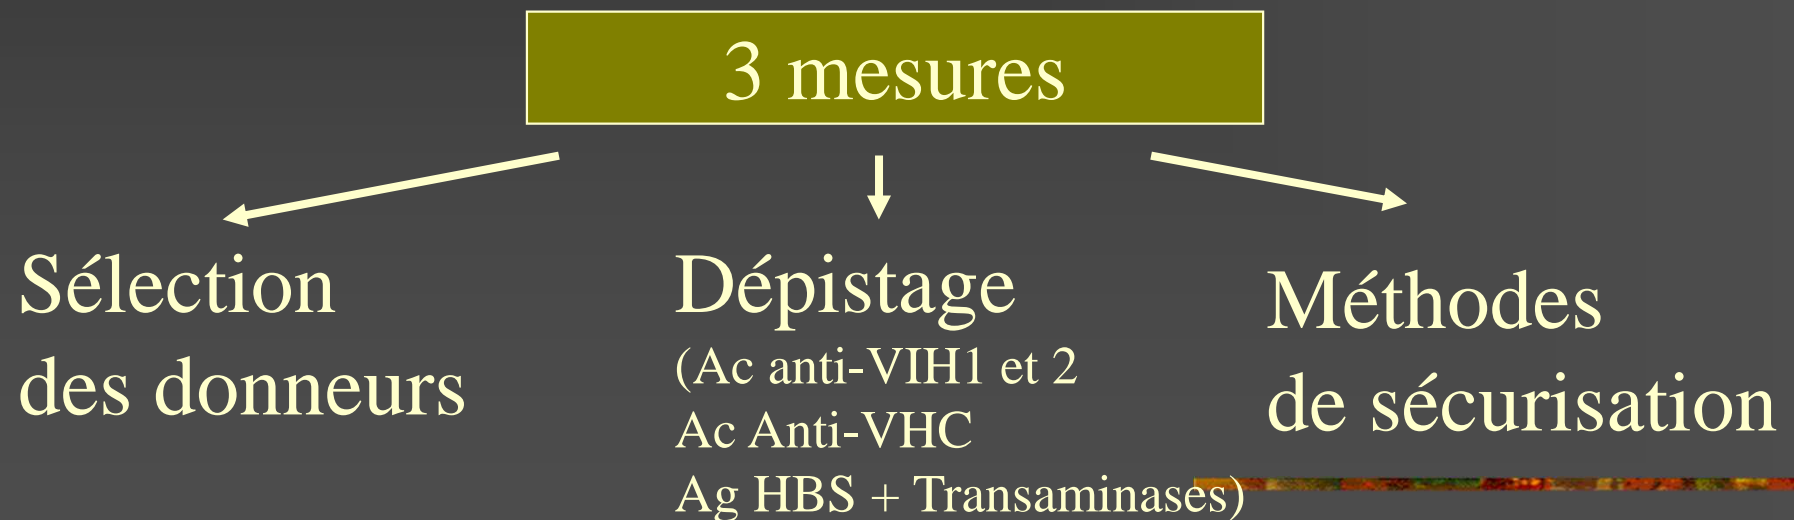 3 mesures
Sélection
des donneurs
Dépistage
(Ac anti-VIH1 et 2
Ac Anti-VHC
Ag HBS + Transaminases)
Méthodes
de sécurisation